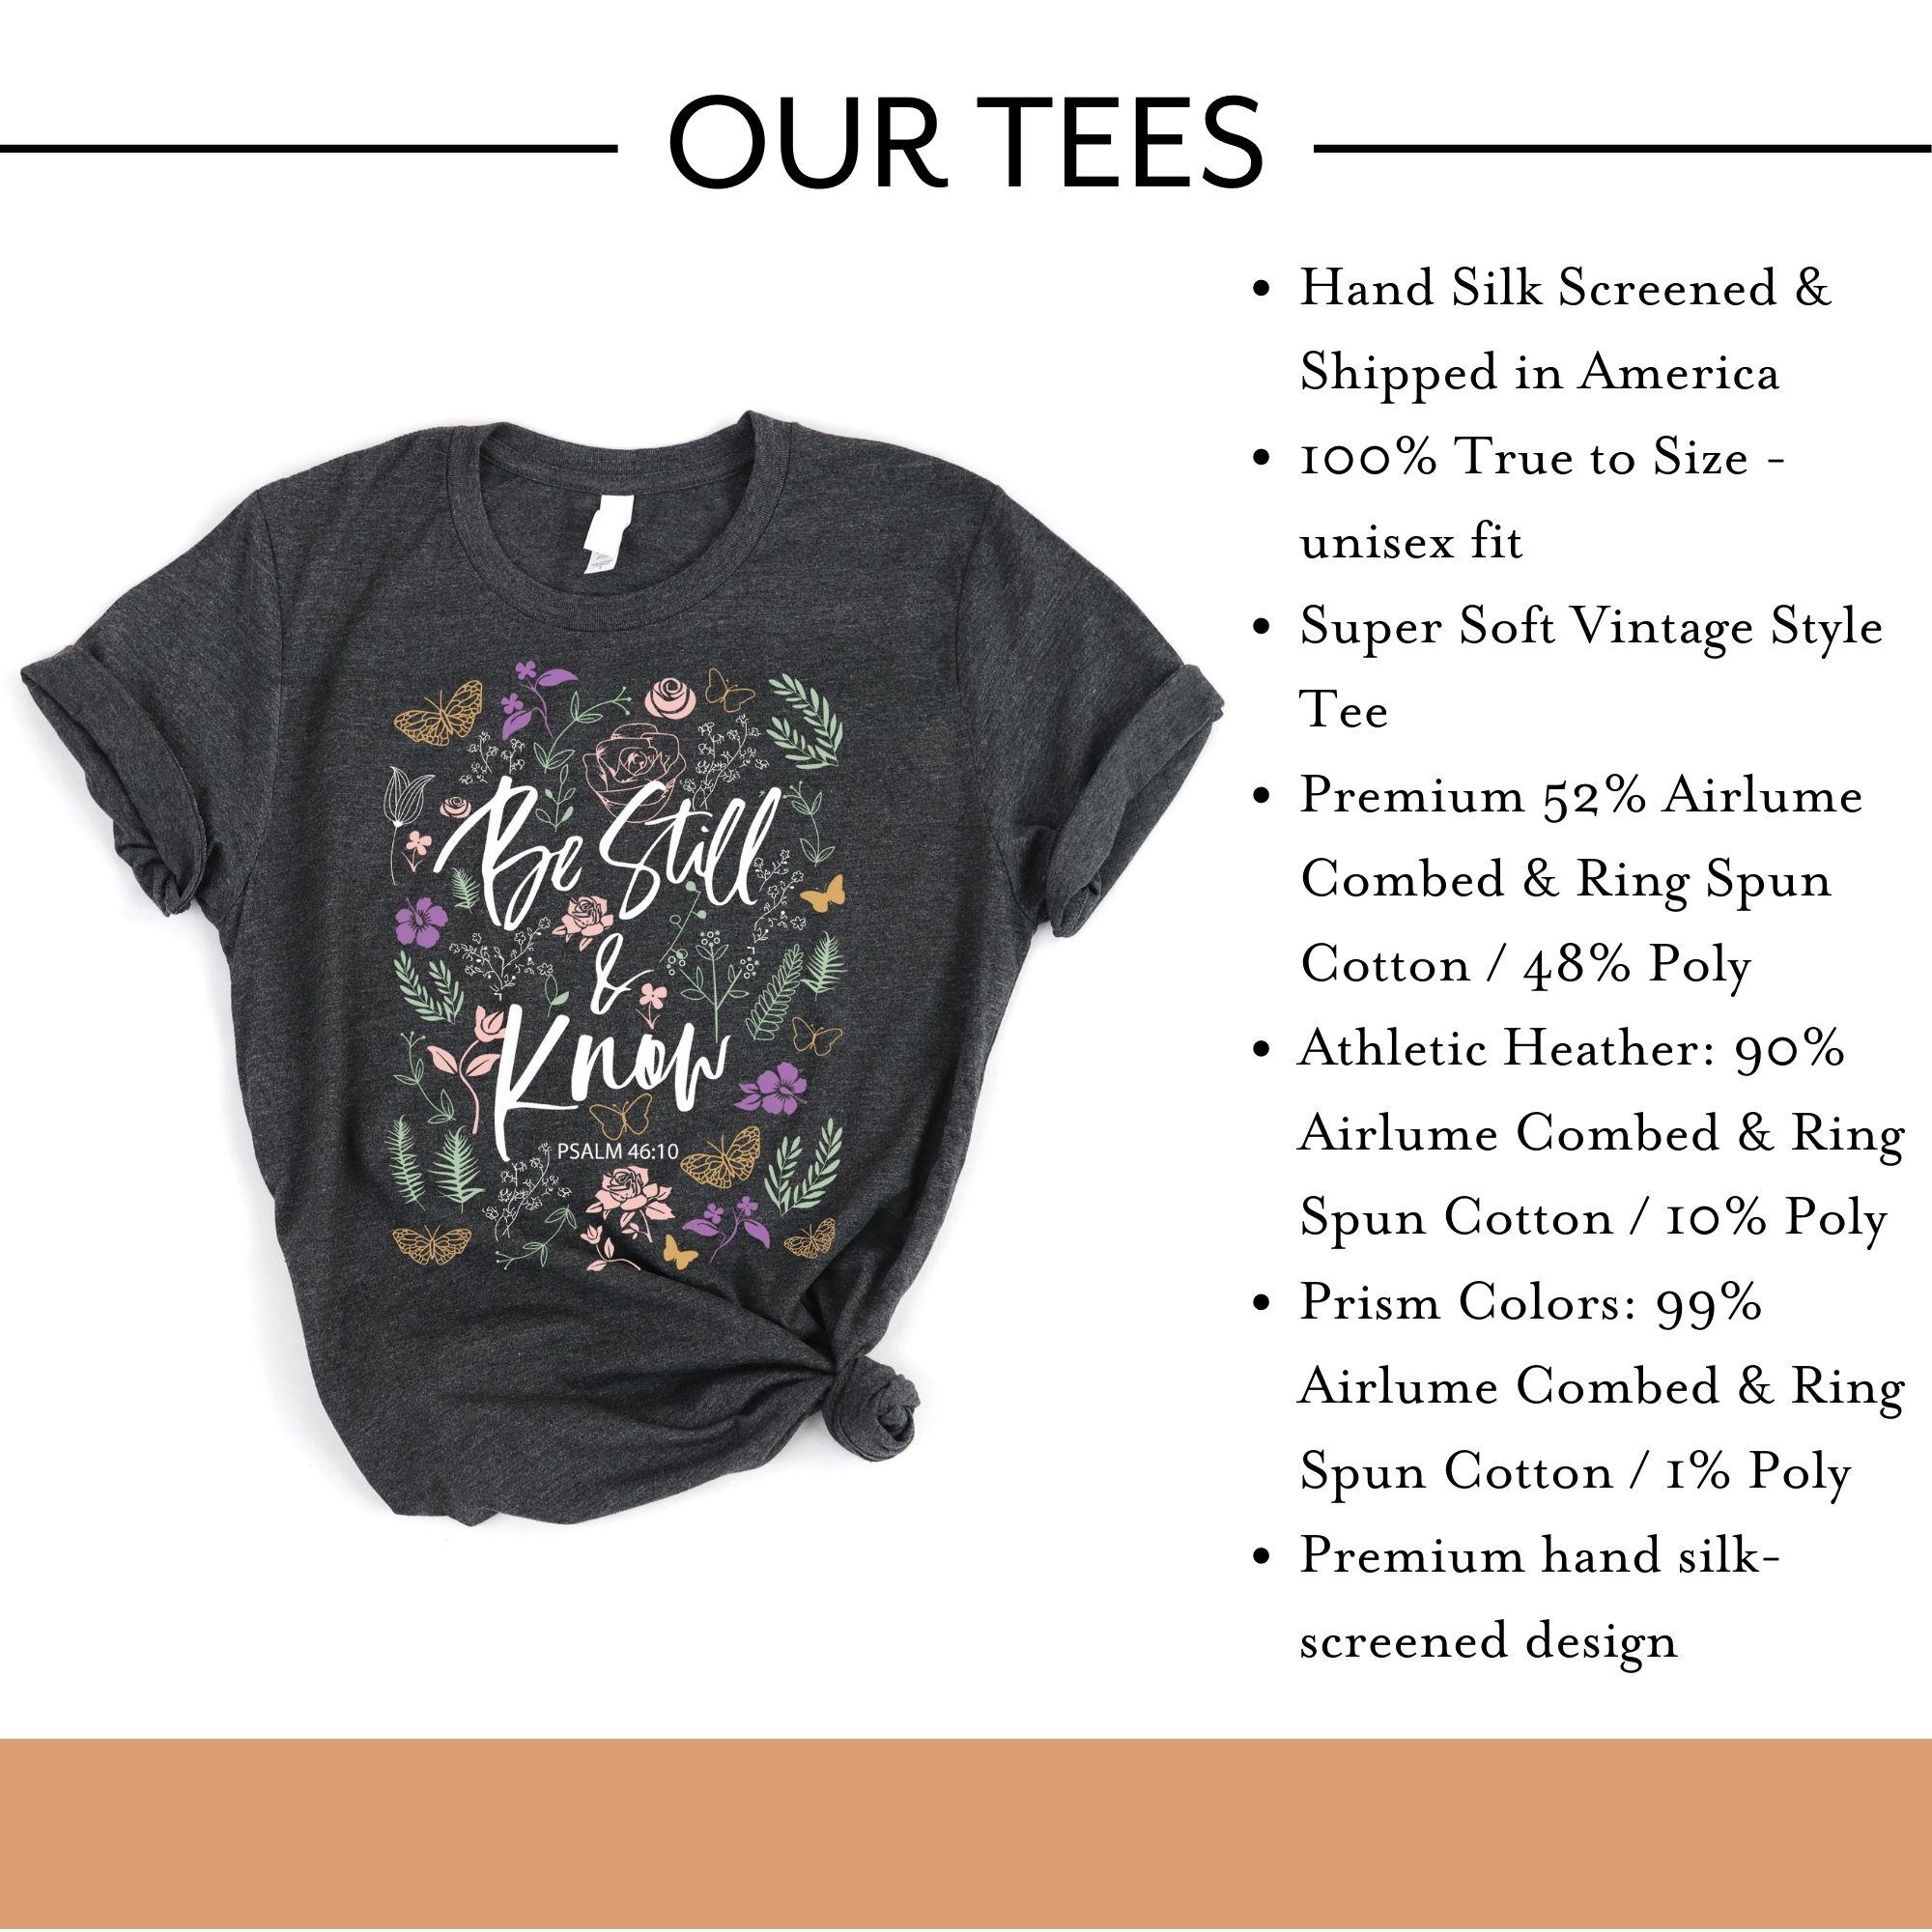 OUR TEES
Be Still
&
Know
PSALM 46:10
• Hand Silk Screened &
Shipped in America
• 100% True to Size -
unisex fit
• Super Soft Vintage Style
Tee
• Premium 52% Airlume
Combed & Ring Spun
Cotton / 48% Poly
• Athletic Heather: 90%
Airlume Combed & Ring
Spun Cotton / 10% Poly
• Prism Colors: 99%
Airlume Combed & Ring
Spun Cotton / 1% Poly
• Premium hand silk-
screened design